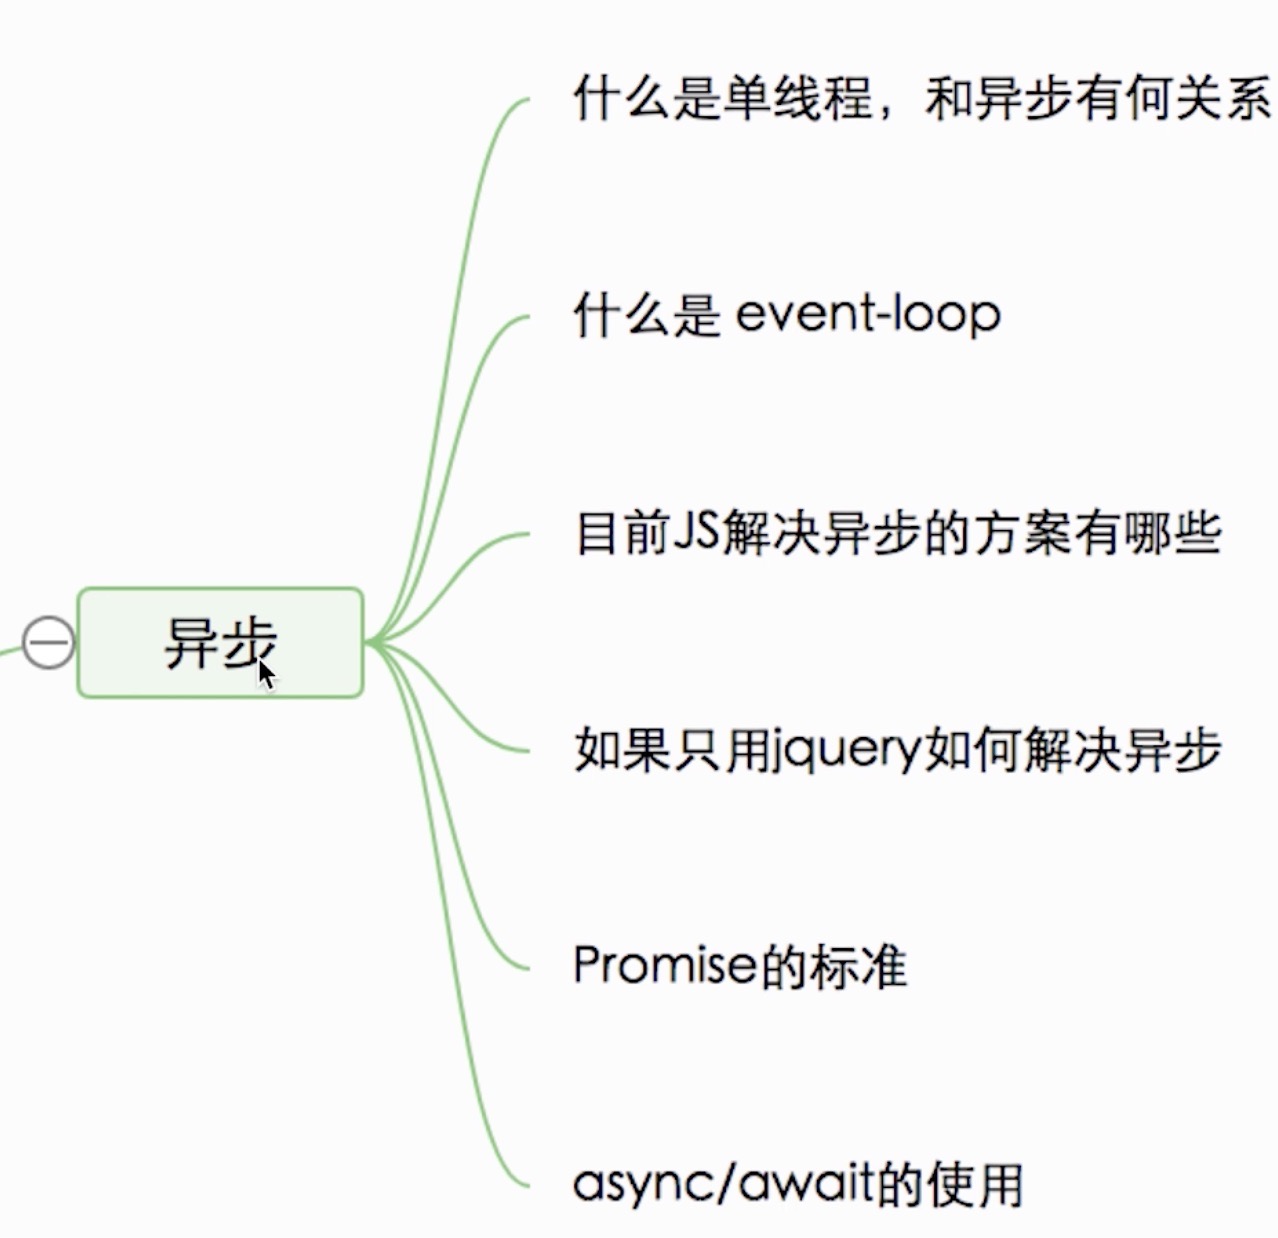 什么是单线程，和异步有何关系
什么是 event-loop
目前JS解决异步的方案有哪些
异步
如果只用jquery如何解决异步
Promise的标准
async/await的使用